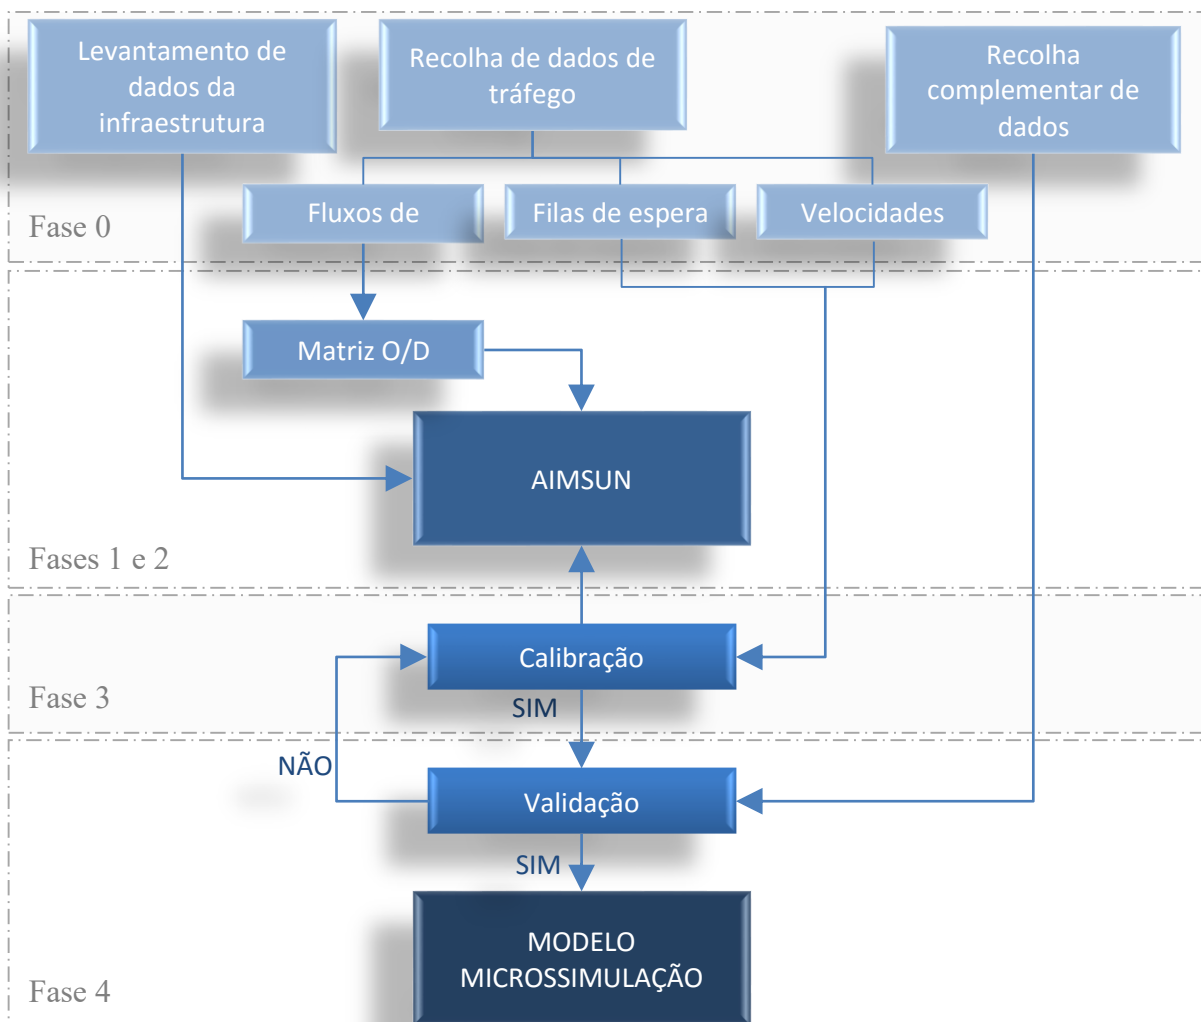 Levantamento de
dados da
infraestrutura
Recolha de dados de
tráfego
Recolha
complementar de
dados
Fluxos de
Filas de espera
Velocidades
Fase 0
Matriz O/D
AIMSUN
Fases 1 e 2
Calibração
Fase 3
SIM
NÃO
Validação
SIM
MODELO
MICROSSIMULAÇÃO
Fase 4